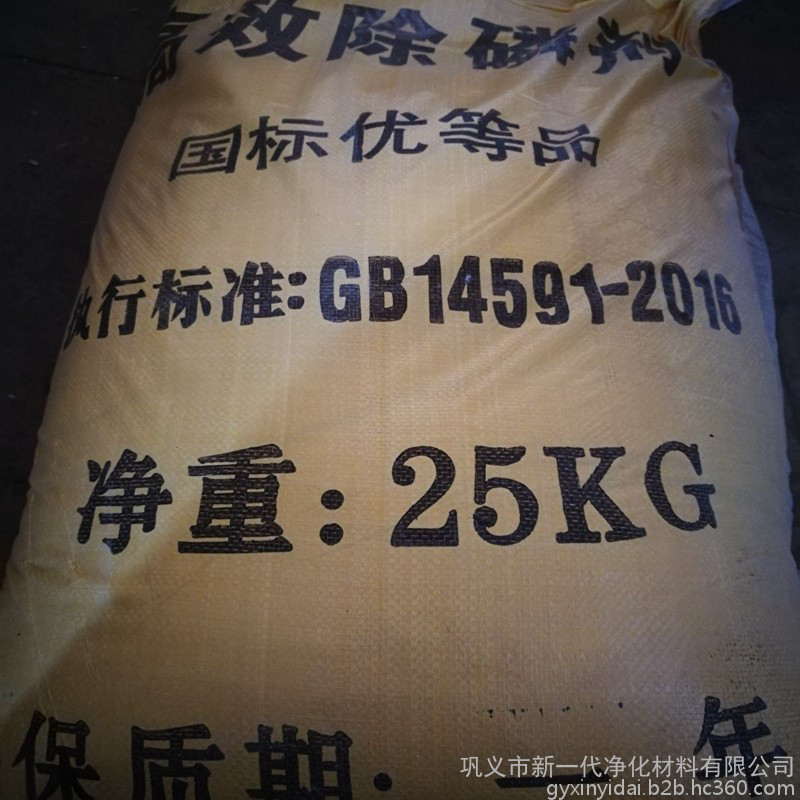 高效除磷剂
国标优等品
执行标准:GB14591-2016
净重:25KG
保质期:一年
巩义市新一代净化材料有限公司
gyxinyidai.b2b.hc360.com